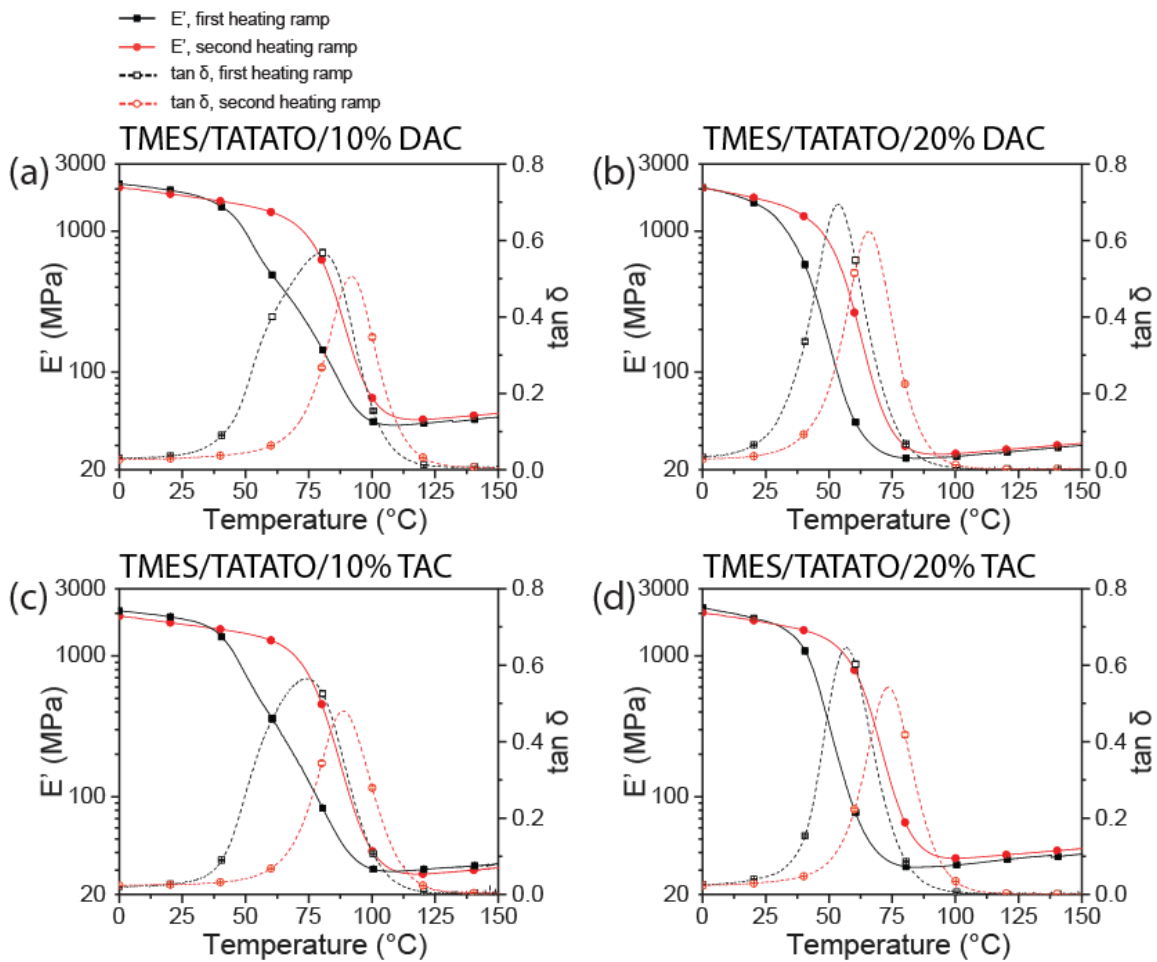 E', first heating ramp
E', second heating ramp
tan δ, first heating ramp
tan δ, second heating ramp
TMES/TATATO/10% DAC
(a)
3000
1000
100
20
E' (MPa)
0.8
0.6
0.4
0.2
0.0
tan δ
0 25 50 75 100 125 150
Temperature (°C)
TMES/TATATO/20% DAC
(b)
3000
1000
100
20
E' (MPa)
0.8
0.6
0.4
0.2
0.0
tan δ
0 25 50 75 100 125 150
Temperature (°C)
TMES/TATATO/10% TAC
(c)
3000
1000
100
20
E' (MPa)
0.8
0.6
0.4
0.2
0.0
tan δ
0 25 50 75 100 125 150
Temperature (°C)
TMES/TATATO/20% TAC
(d)
3000
1000
100
20
E' (MPa)
0.8
0.6
0.4
0.2
0.0
tan δ
0 25 50 75 100 125 150
Temperature (°C)